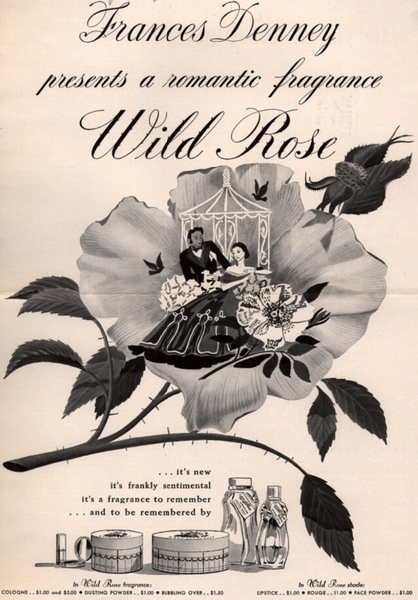 Frances Denney
presents a romantic fragrance
Wild Rose
. . . it's new
it's frankly sentimental
it's a fragrance to remember
. . . and to be remembered by
In Wild Rose fragrance:
In Wild Rose shade:
COLOGNE . . $1.00 and $5.00 • DUSTING POWDER . . $1.00 • BUBBLING OVER . . $1.50
LIPSTICK . . $1.00 • ROUGE . . $1.00 • FACE POWDER . . $1.00